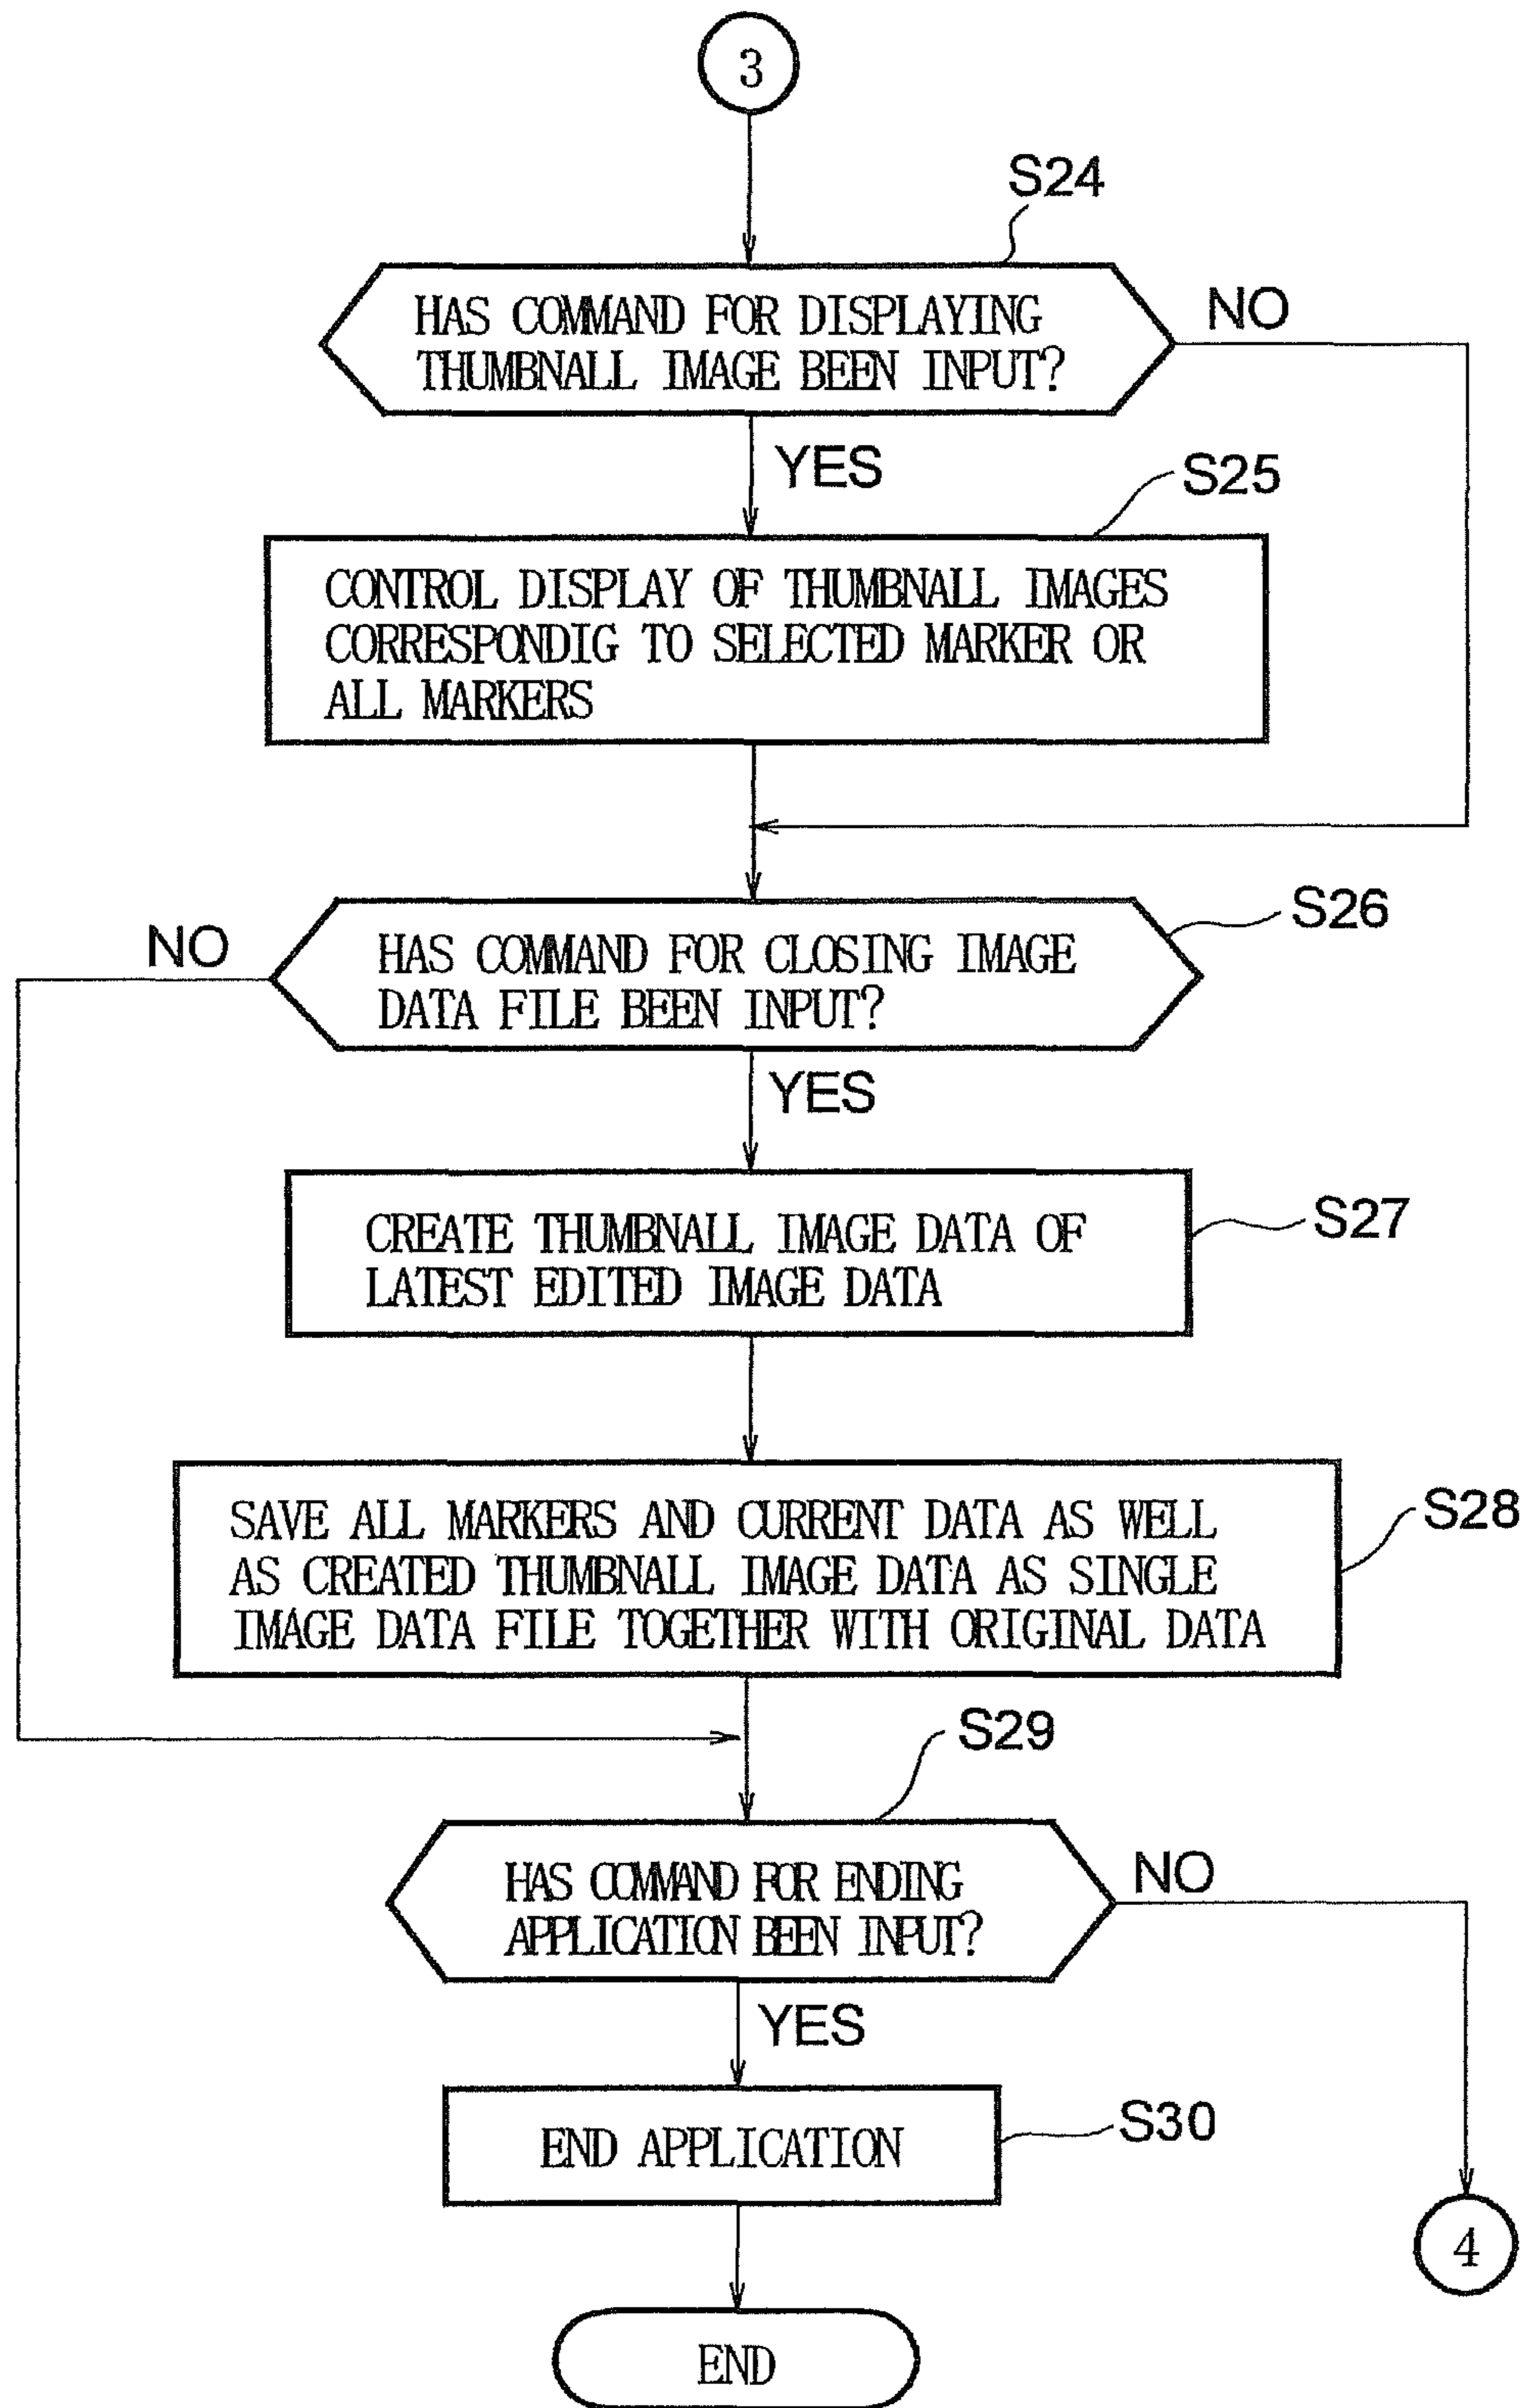 3
S24
HAS COMMAND FOR DISPLAYING
THUMBNALL IMAGE BEEN INPUT?
NO
YES
S25
CONTROL DISPLAY OF THUMBNALL IMAGES
CORRESPONDIG TO SELECTED MARKER OR
ALL MARKERS
S26
NO
HAS COMMAND FOR CLOSING IMAGE
DATA FILE BEEN INPUT?
YES
S27
CREATE THUMBNALL IMAGE DATA OF
LATEST EDITED IMAGE DATA
S28
SAVE ALL MARKERS AND CURRENT DATA AS WELL
AS CREATED THUMBNALL IMAGE DATA AS SINGLE
IMAGE DATA FILE TOGETHER WITH ORIGINAL DATA
S29
HAS COMMAND FOR ENDING
APPLICATION BEEN INPUT?
NO
YES
S30
END APPLICATION
4
END